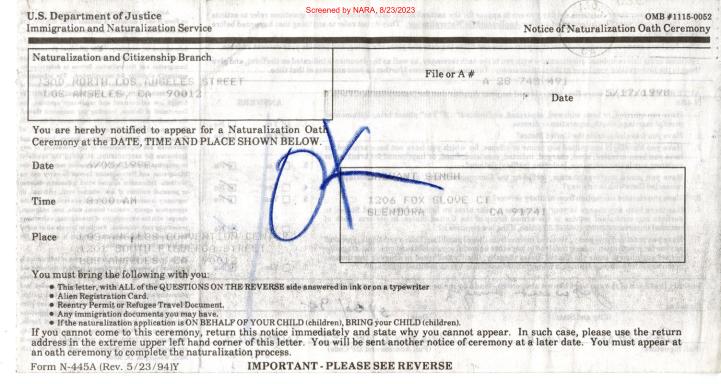 Screened by NARA, 8/23/2023
U.S. Department of Justice
Immigration and Naturalization Service
OMB #1115-0052
Notice of Naturalization Oath Ceremony
Naturalization and Citizenship Branch
300 NORTH LOS ANGELES STREET
LOS ANGELES, CA 90012
File or A #
A 28 745 491
Date
5/17/1998
You are hereby notified to appear for a Naturalization Oath
Ceremony at the DATE, TIME AND PLACE SHOWN BELOW.
OK
Date
Time
8:00 AM
SINGH
1206 FOX GLOVE CT
GLENDORA CA 91741
Place
LOS ANGELES CONVENTION CENTER
1201 SOUTH FIGUEROA STREET
LOS ANGELES, CA
You must bring the following with you:
• This letter, with ALL of the QUESTIONS ON THE REVERSE side answered in ink or on a typewriter
• Alien Registration Card.
• Reentry Permit or Refugee Travel Document.
• Any immigration documents you may have.
• If the naturalization application is ON BEHALF OF YOUR CHILD (children), BRING your CHILD (children).
If you cannot come to this ceremony, return this notice immediately and state why you cannot appear. In such case, please use the return
address in the extreme upper left hand corner of this letter. You will be sent another notice of ceremony at a later date. You must appear at
an oath ceremony to complete the naturalization process.
Form N-445A (Rev. 5/23/94)Y
IMPORTANT - PLEASE SEE REVERSE